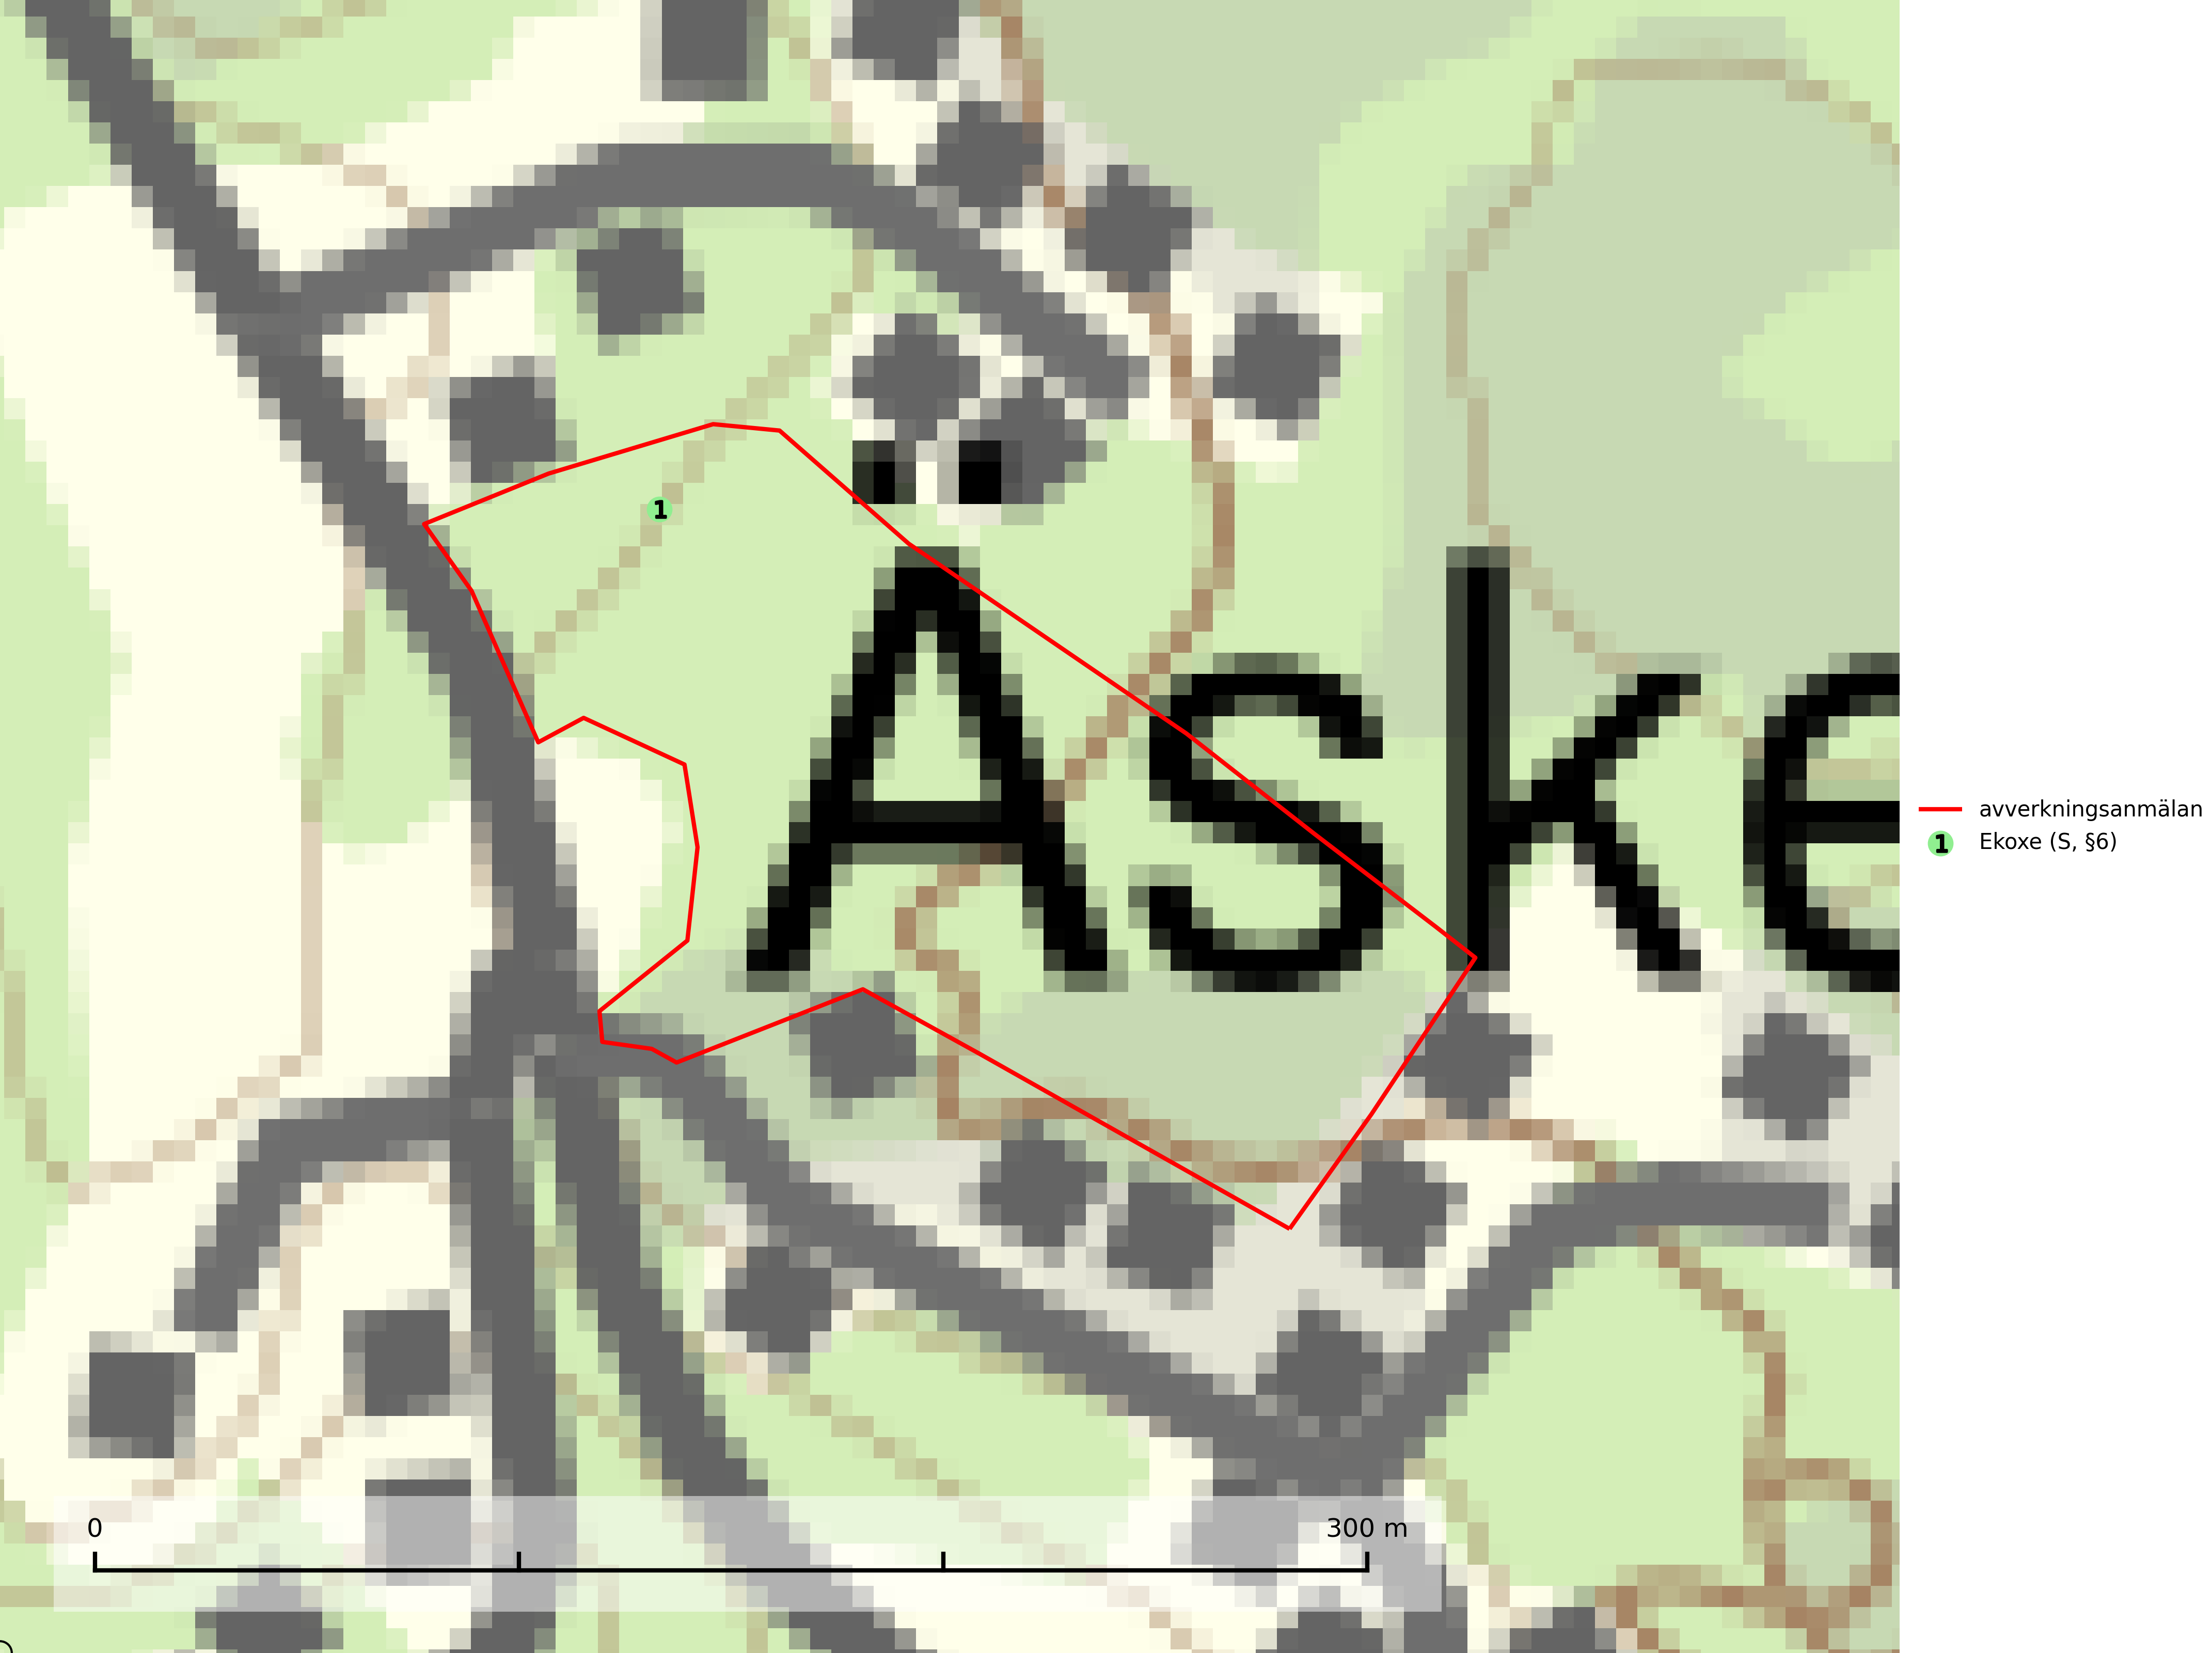 1
Aske
avverkningsanmälan
1 Ekoxe (S, §6)
0 300 m